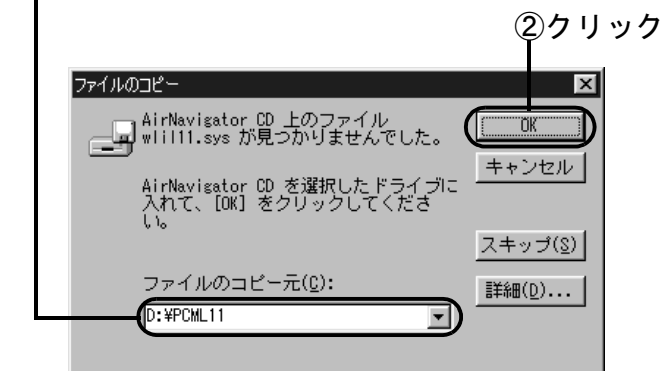 ②クリック
ファイルのコピー
AirNavigator CD 上のファイル
wlil11.sys が見つかりませんでした。
AirNavigator CD を選択したドライブに
入れて、[OK] をクリックしてくださ
い。
ファイルのコピー元(C):
D:¥PCML11
OK
キャンセル
スキップ(S)
詳細(D)...